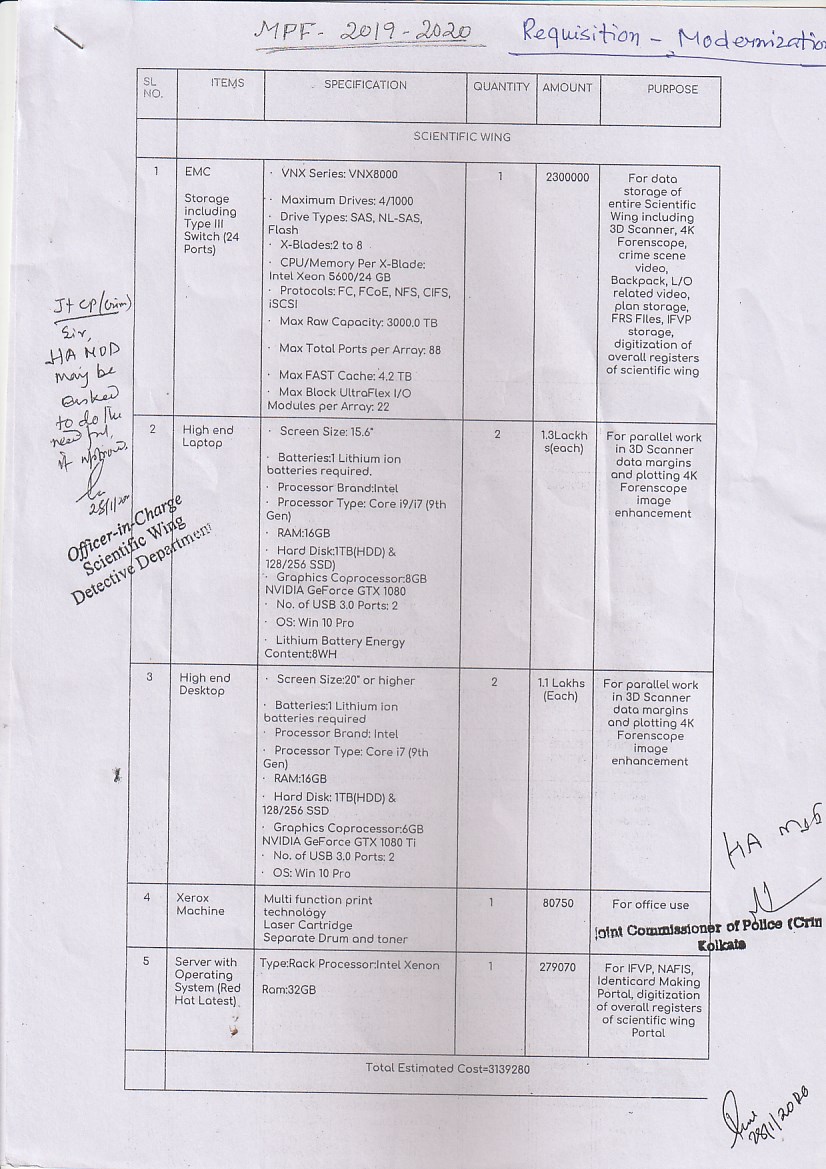 MPF- 2019-2020 Requisition - Modernization
SL NO. ITEMS SPECIFICATION QUANTITY AMOUNT PURPOSE
SCIENTIFIC WING
1 EMC
Storage
including
Type III
Switch (24
Ports)
· VNX Series: VNX8000
· Maximum Drives: 4/1000
· Drive Types: SAS, NL-SAS,
Flash
· X-Blades:2 to 8
· CPU/Memory Per X-Blade:
Intel Xeon 5600/24 GB
· Protocols: FC, FCoE, NFS, CIFS,
iSCSI
· Max Raw Capacity: 3000.0 TB
· Max Total Ports per Array: 88
· Max FAST Cache: 4.2 TB
· Max Block UltraFlex I/O
Modules per Array: 22
1
2300000
For data
storage of
entire Scientific
Wing including
3D Scanner, 4K
Forenscope,
crime scene
video,
Backpack, L/O
related video,
plan storage,
FRS FIles, IFVP
storage,
digitization of
overall registers
of scientific wing
Jt CP (Crim)
Sir,
HA MOD
may be
asked
to do the
need ful,
if approved.
28/1/20
Officer-in-Charge
Scientific Wing
Detective Department
2 High end
Laptop
· Screen Size: 15.6"
· Batteries:1 Lithium ion
batteries required.
· Processor Brand:Intel
· Processor Type: Core i9/i7 (9th
Gen)
· RAM:16GB
· Hard Disk:1TB(HDD) &
128/256 SSD)
· Graphics Coprocessor:8GB
NVIDIA GeForce GTX 1080
· No. of USB 3.0 Ports: 2
· OS: Win 10 Pro
· Lithium Battery Energy
Content:8WH
2
1.3Lackh
s(each)
For parallel work
in 3D Scanner
data margins
and plotting 4K
Forenscope
image
enhancement
3 High end
Desktop
· Screen Size:20" or higher
· Batteries:1 Lithium ion
batteries required
· Processor Brand: Intel
· Processor Type: Core i7 (9th
Gen)
· RAM:16GB
· Hard Disk: 1TB(HDD) &
128/256 SSD
· Graphics Coprocessor:6GB
NVIDIA GeForce GTX 1080 Ti
· No. of USB 3.0 Ports: 2
· OS: Win 10 Pro
2
1.1 Lakhs
(Each)
For parallel work
in 3D Scanner
data margins
and plotting 4K
Forenscope
image
enhancement
HA
4 Xerox
Machine
Multi function print
technology
Laser Cartridge
Separate Drum and toner
1
80750
For office use
Joint Commissioner of Police (Crim
Kolkata
5 Server with
Operating
System (Red
Hat Latest)
Type:Rack Processor:Intel Xenon
Ram:32GB
1
279070
For IFVP, NAFIS,
Identicard Making
Portal, digitization
of overall registers
of scientific wing
Portal
Total Estimated Cost=3139280
28/1/2020